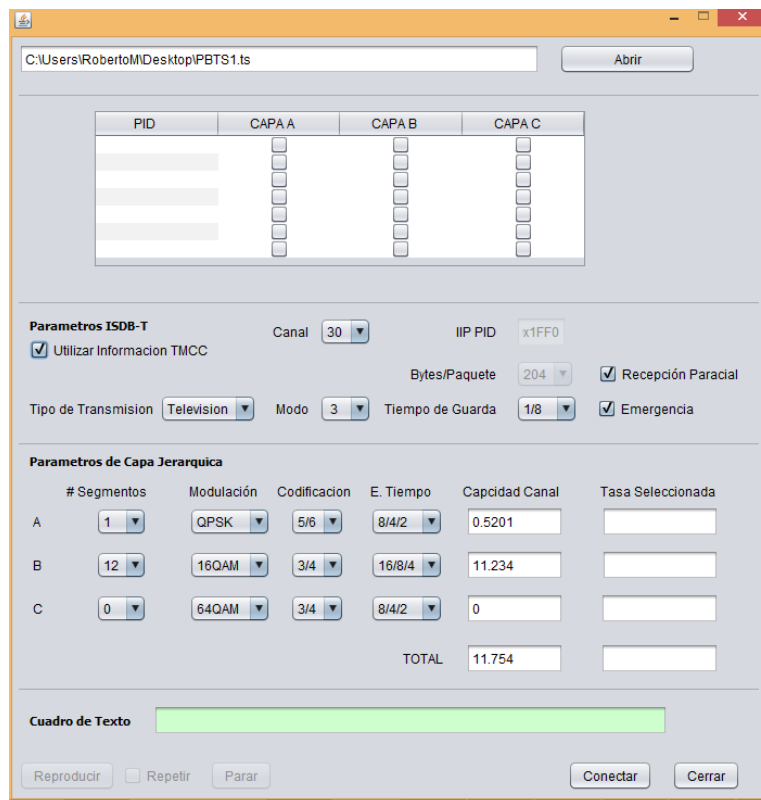 C:\Users\RobertoM\Desktop\PBTS1.ts Abrir
PID CAPA A CAPA B CAPA C
Parametros ISDB-T
Canal 30 IIP PID x1FF0
Utilizar Informacion TMCC
Bytes/Paquete 204 Recepción Paracial
Tipo de Transmision Television Modo 3 Tiempo de Guarda 1/8 Emergencia
Parametros de Capa Jerarquica
# Segmentos Modulación Codificacion E. Tiempo Capcidad Canal Tasa Seleccionada
A 1 QPSK 5/6 8/4/2 0.5201
B 12 16QAM 3/4 16/8/4 11.234
C 0 64QAM 3/4 8/4/2 0
TOTAL 11.754
Cuadro de Texto
Reproducir Repetir Parar Conectar Cerrar